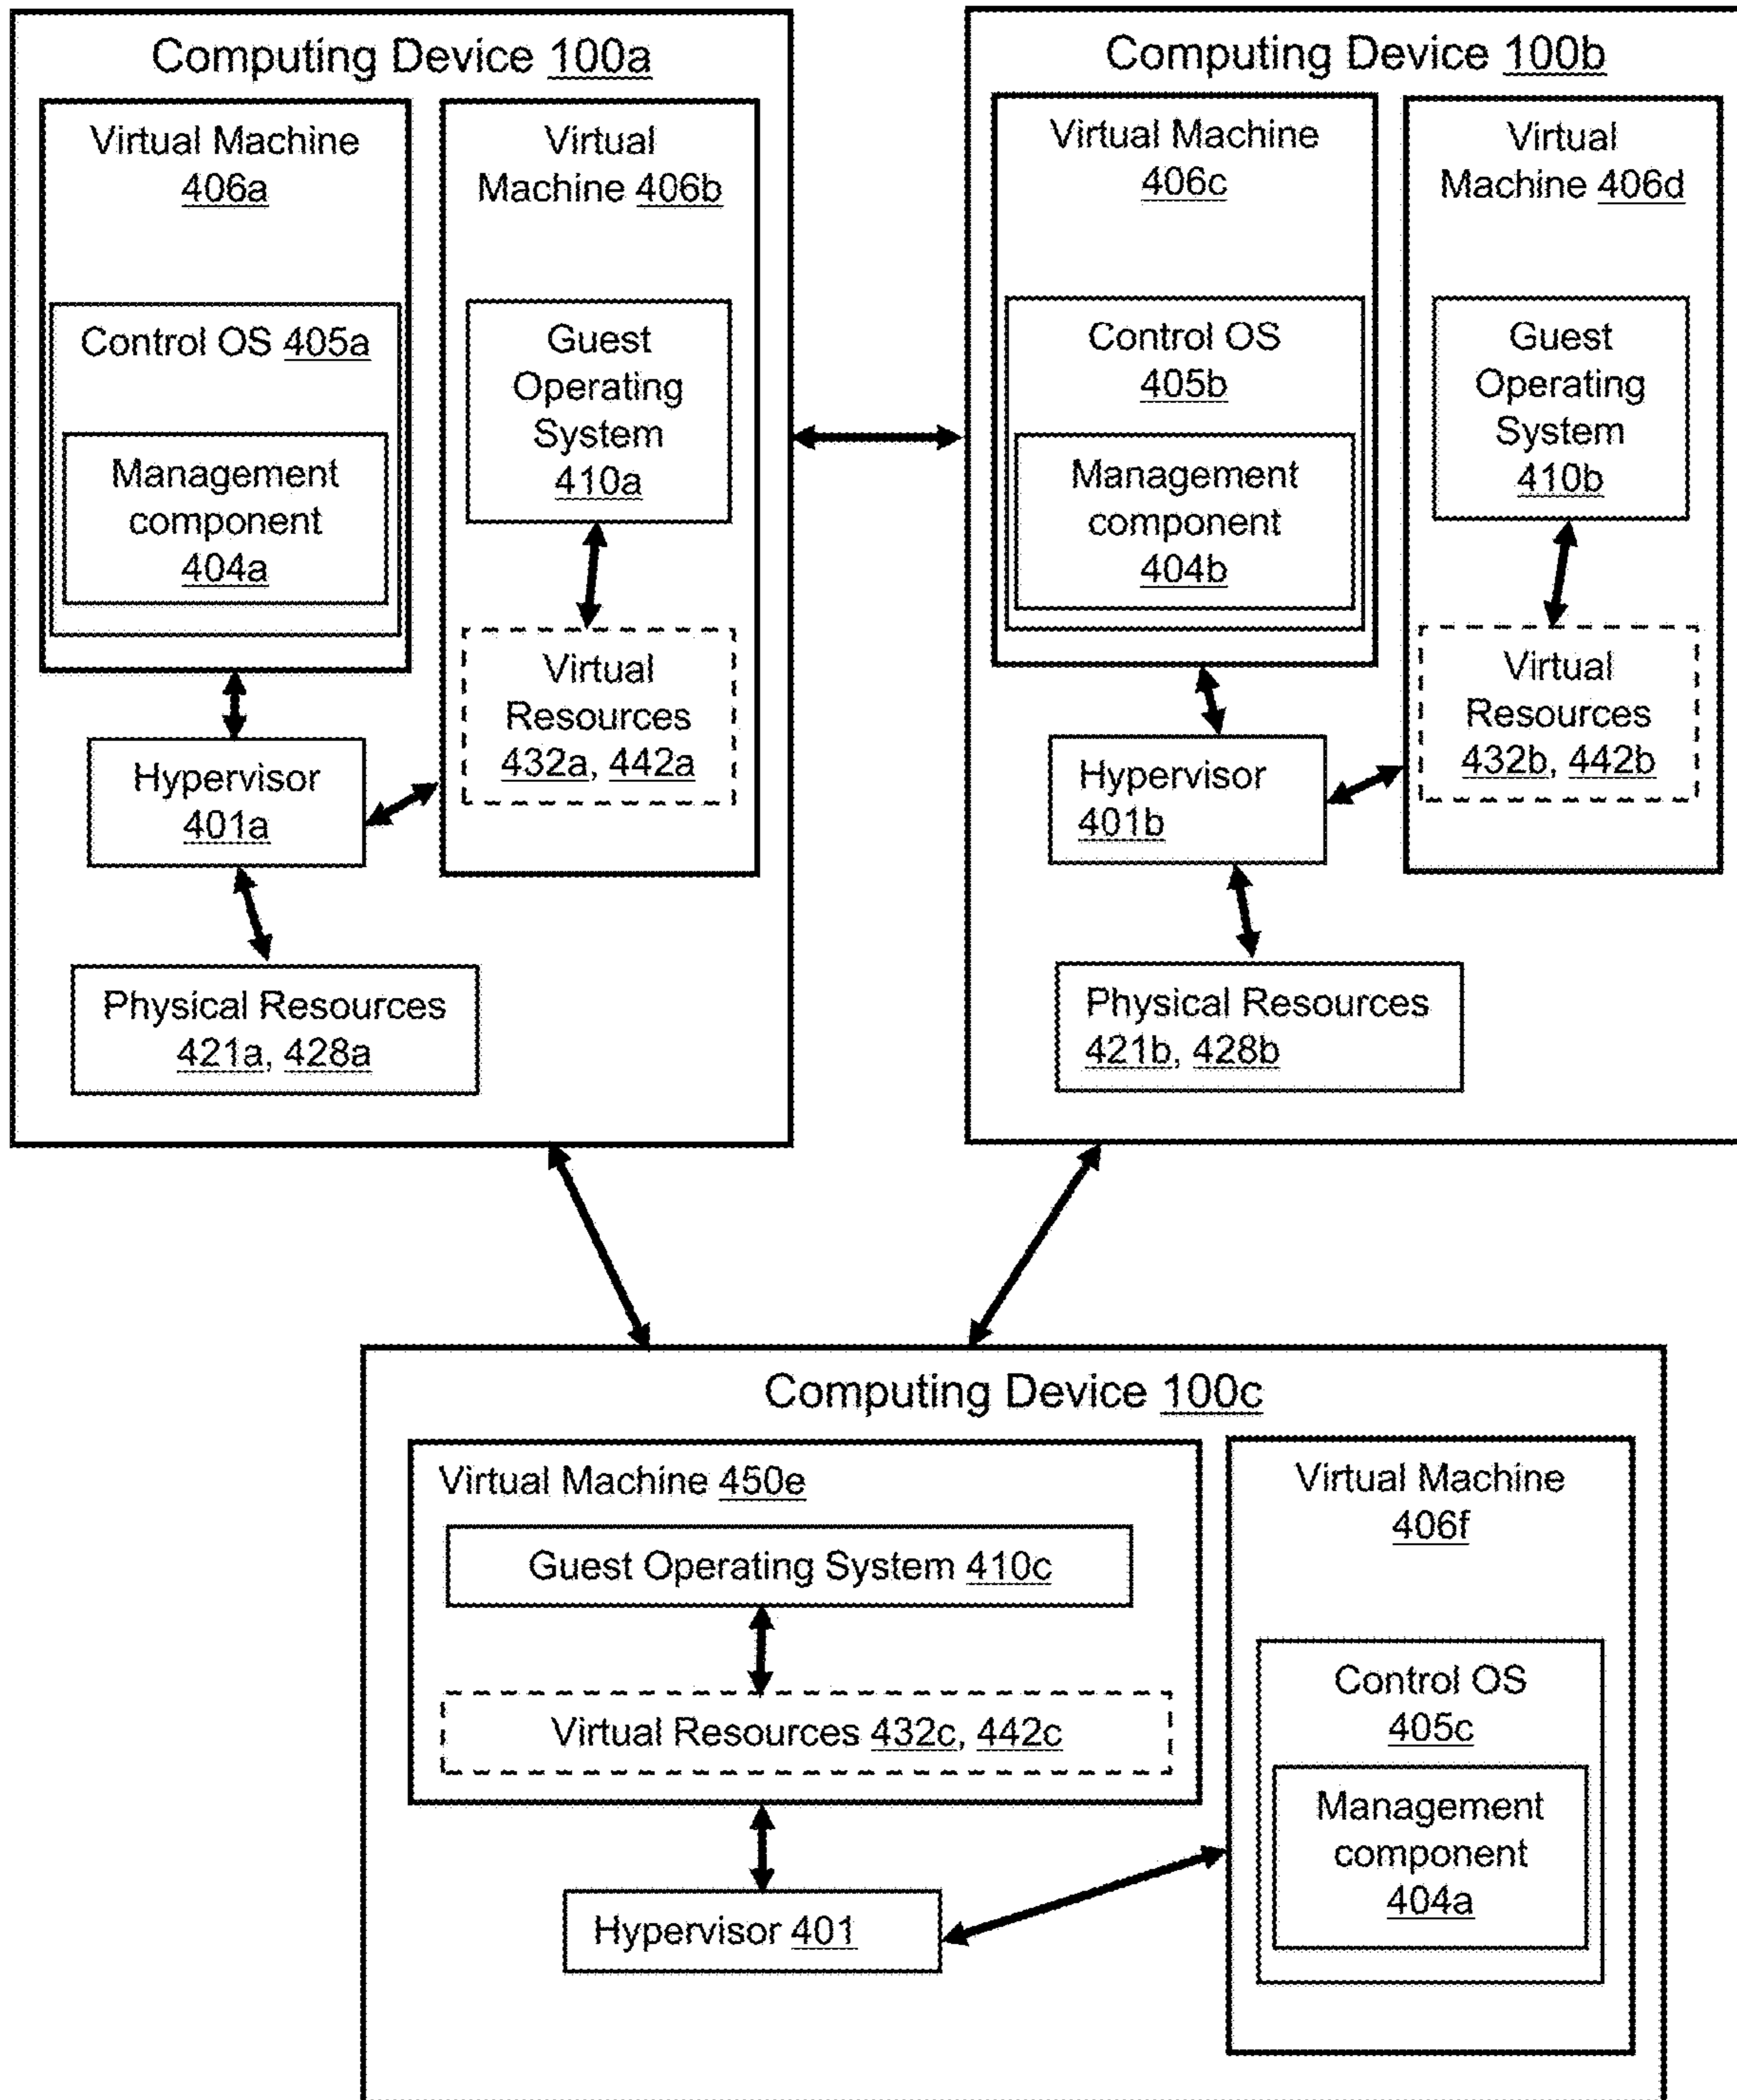 Computing Device 100a
Virtual Machine
406a
Control OS 405a
Management
component
404a
Virtual
Machine 406b
Guest
Operating
System
410a
Virtual
Resources
432a, 442a
Hypervisor
401a
Physical Resources
421a, 428a
Computing Device 100b
Virtual Machine
406c
Control OS
405b
Management
component
404b
Virtual
Machine 406d
Guest
Operating
System
410b
Virtual
Resources
432b, 442b
Hypervisor
401b
Physical Resources
421b, 428b
Computing Device 100c
Virtual Machine 450e
Guest Operating System 410c
Virtual Resources 432c, 442c
Hypervisor 401
Virtual Machine
406f
Control OS
405c
Management
component
404a